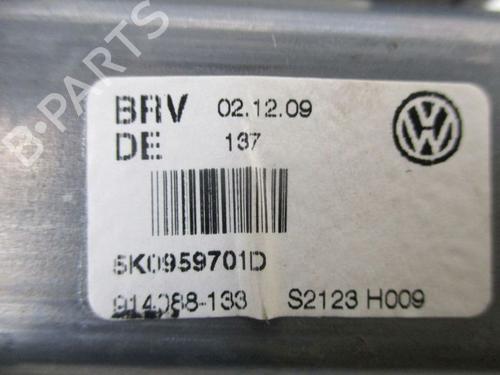 B-PARTS
BRV 02.12.09
DE 137
5K0959701D
914088-133 S2123 H009